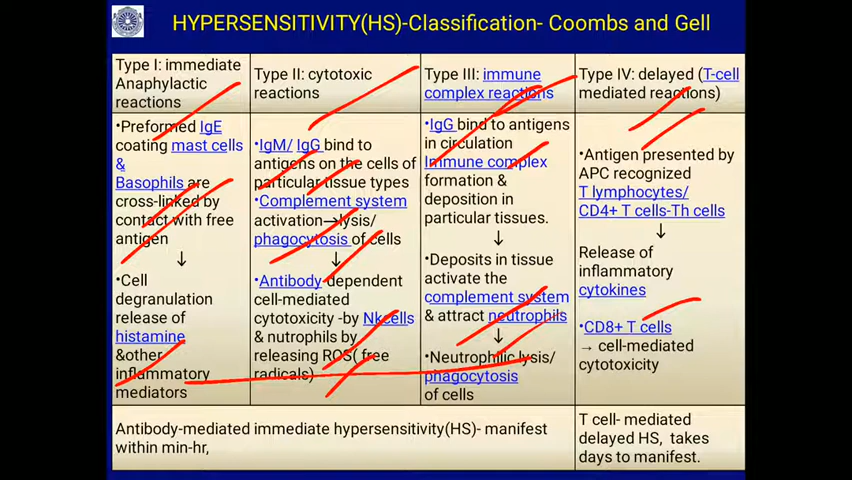 HYPERSENSITIVITY(HS)-Classification- Coombs and Gell
Type I: immediate
Anaphylactic
reactions
Type II: cytotoxic
reactions
Type III: immune
complex reactions
Type IV: delayed (T-cell
mediated reactions)
•Preformed IgE
coating mast cells
&
Basophils are
cross-linked by
contact with free
antigen
↓
•Cell
degranulation
release of
histamine
&other
inflammatory
mediators
•IgM/ IgG bind to
antigens on the cells of
particular tissue types
•Complement system
activation→lysis/
phagocytosis of cells
↓
•Antibody-dependent
cell-mediated
cytotoxicity -by Nkcells
& nutrophils by
releasing ROS( free
radicals)
•IgG bind to antigens
in circulation
Immune complex
formation &
deposition in
particular tissues.
↓
•Deposits in tissue
activate the
complement system
& attract neutrophils
↓
•Neutrophilic lysis/
phagocytosis
of cells
•Antigen presented by
APC recognized
T lymphocytes/
CD4+ T cells-Th cells
↓
Release of
inflammatory
cytokines
•CD8+ T cells
→ cell-mediated
cytotoxicity
Antibody-mediated immediate hypersensitivity(HS)- manifest
within min-hr,
T cell- mediated
delayed HS, takes
days to manifest.